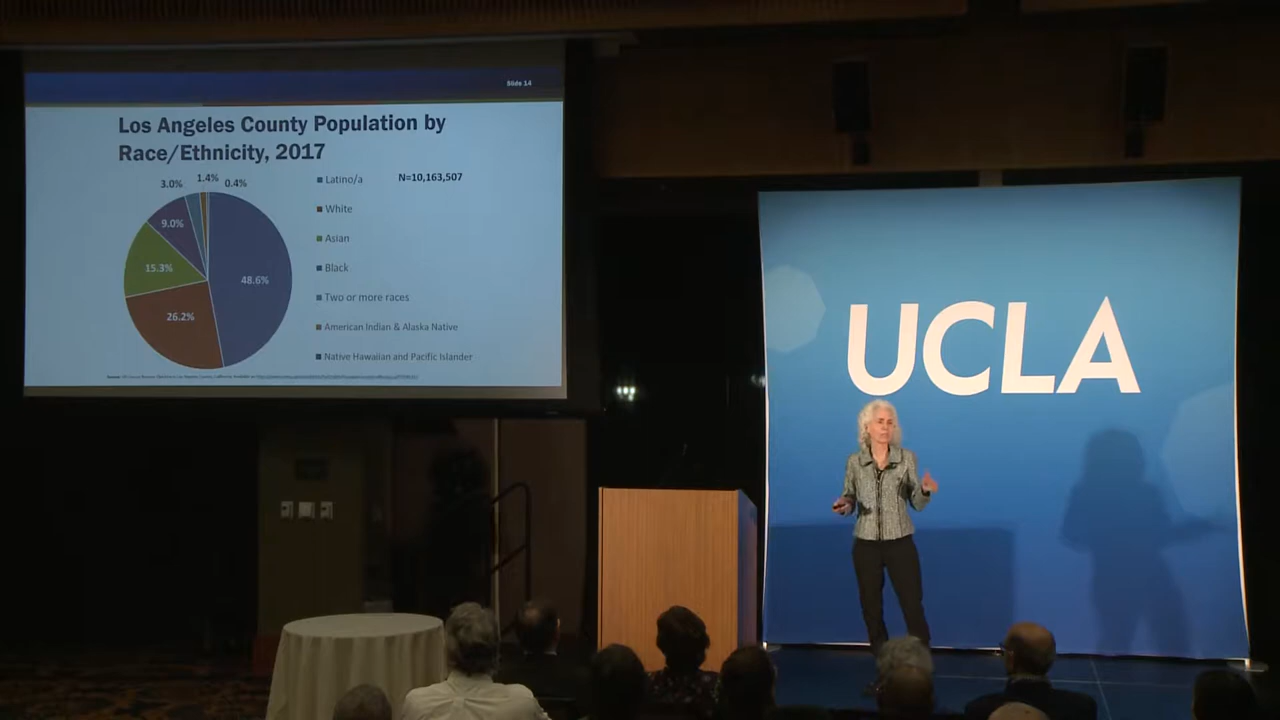 Slide 14
Los Angeles County Population by
Race/Ethnicity, 2017
3.0%
1.4%
0.4%
9.0%
15.3%
48.6%
26.2%
Latino/a
N=10,163,507
White
Asian
Black
Two or more races
American Indian & Alaska Native
Native Hawaiian and Pacific Islander
UCLA